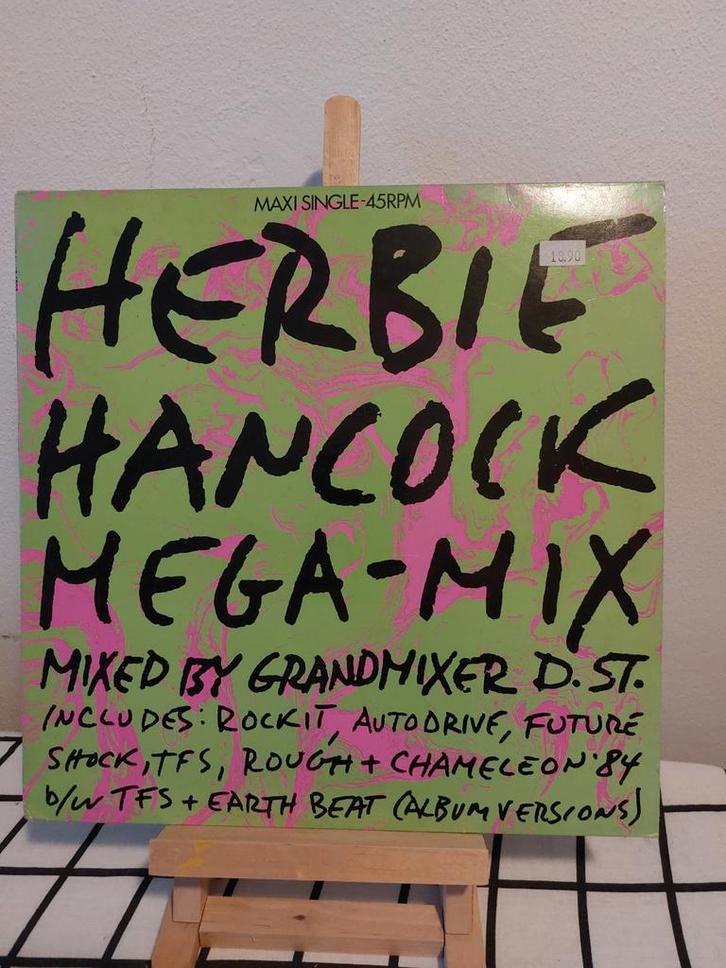 MAXI SINGLE-45RPM
HERBIE
18.90
HANCOCK
MEGA-MIX
MIXED BY GRANDMIXER D. ST.
INCLUDES: ROCKIT, AUTODRIVE, FUTURE
SHOCK, TFS, ROUGH + CHAMELEON '84
b/w TFS + EARTH BEAT (ALBUM VERSIONS)